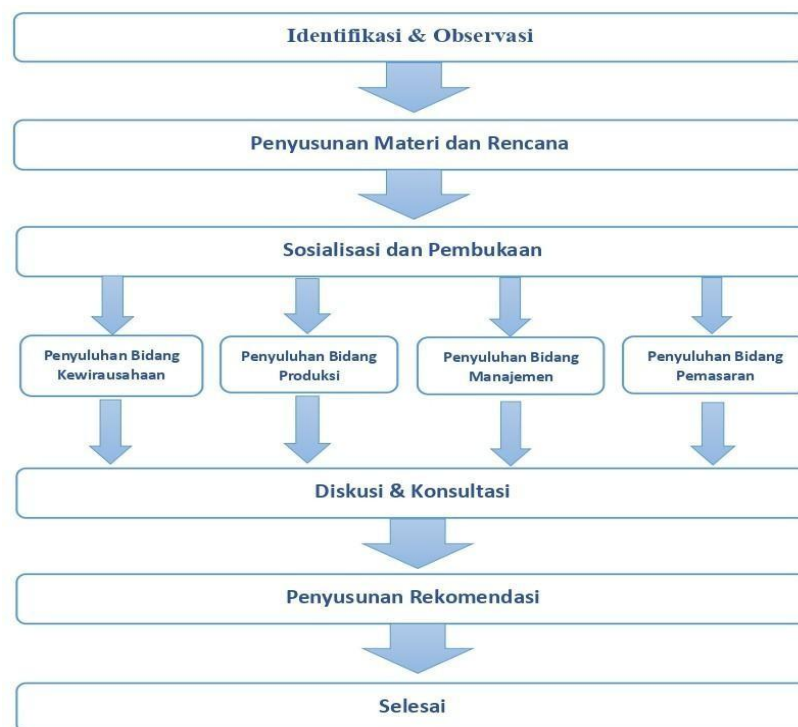 Identifikasi & Observasi
Penyusunan Materi dan Rencana
Sosialisasi dan Pembukaan
Penyuluhan Bidang
Kewirausahaan
Penyuluhan Bidang
Produksi
Penyuluhan Bidang
Manajemen
Penyuluhan Bidang
Pemasaran
Diskusi & Konsultasi
Penyusunan Rekomendasi
Selesai